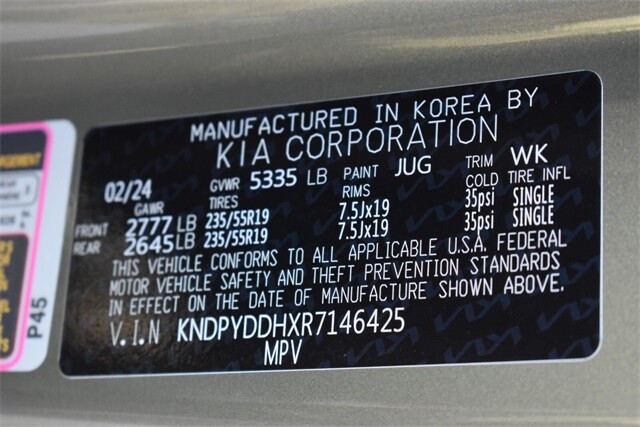 MANUFACTURED IN KOREA BY
KIA CORPORATION
02/24 GVWR 5335 LB PAINT JUG TRIM WK
GAWR TIRES RIMS COLD TIRE INFL
FRONT 2777 LB 235/55R19 7.5Jx19 35psi SINGLE
REAR 2645 LB 235/55R19 7.5Jx19 35psi SINGLE
THIS VEHICLE CONFORMS TO ALL APPLICABLE U.S.A. FEDERAL
MOTOR VEHICLE SAFETY AND THEFT PREVENTION STANDARDS
IN EFFECT ON THE DATE OF MANUFACTURE SHOWN ABOVE.
V.I.N KNDPYDDHXR7146425
MPV
P45